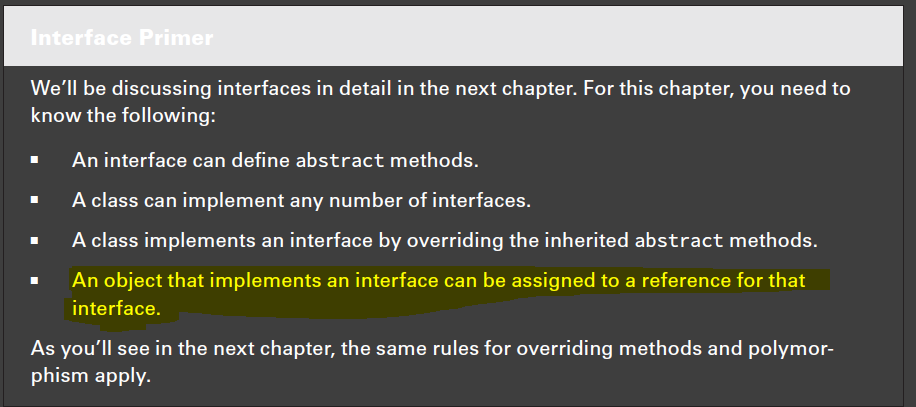 Interface Primer
We'll be discussing interfaces in detail in the next chapter. For this chapter, you need to
know the following:
▪ An interface can define abstract methods.
▪ A class can implement any number of interfaces.
▪ A class implements an interface by overriding the inherited abstract methods.
▪ An object that implements an interface can be assigned to a reference for that
interface.
As you'll see in the next chapter, the same rules for overriding methods and polymor-
phism apply.